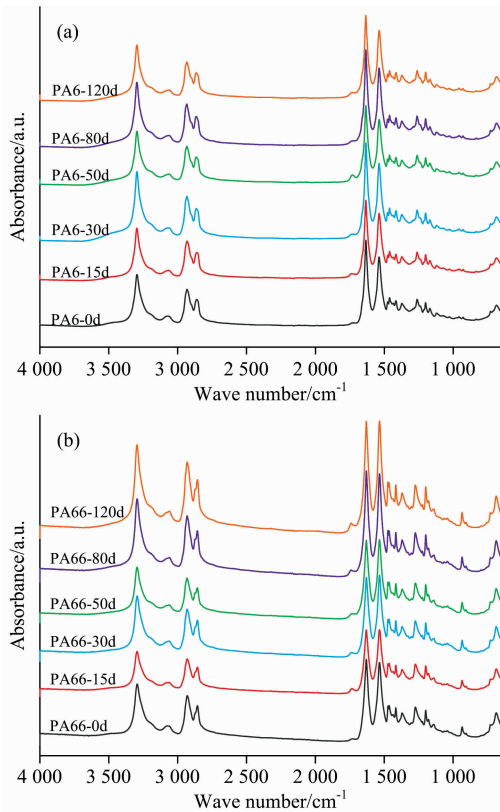 (a)
PA6-120d
PA6-80d
PA6-50d
PA6-30d
PA6-15d
PA6-0d
Absorbance/a.u.
4 000 3 500 3 000 2 500 2 000 1 500 1 000
Wave number/cm⁻¹
(b)
PA66-120d
PA66-80d
PA66-50d
PA66-30d
PA66-15d
PA66-0d
Absorbance/a.u.
4 000 3 500 3 000 2 500 2 000 1 500 1 000
Wave number/cm⁻¹